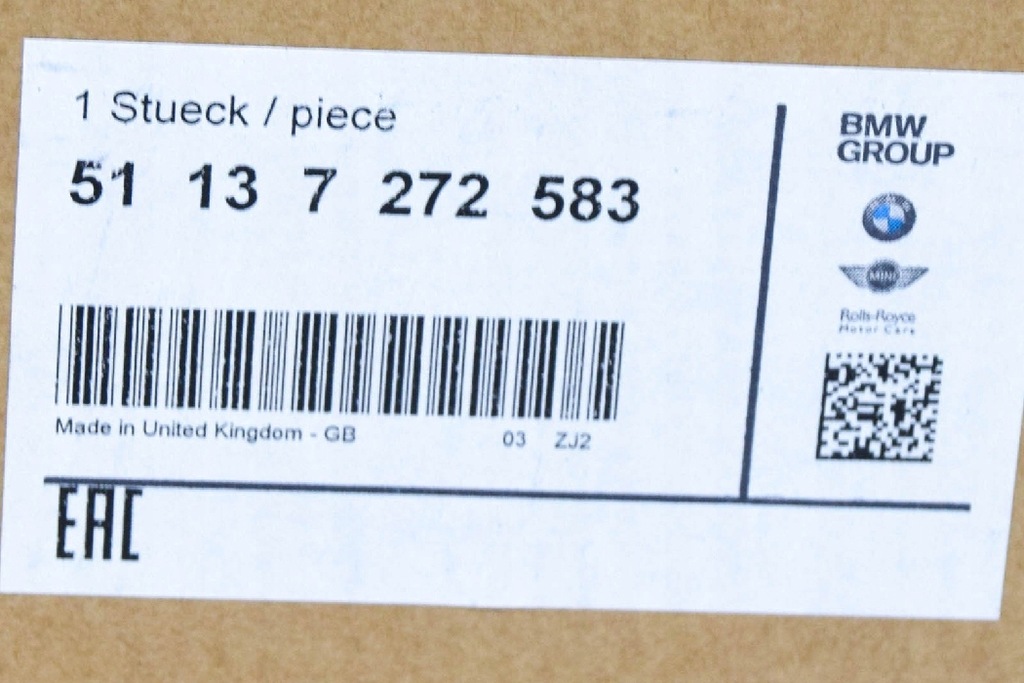 1 Stueck / piece
51 13 7 272 583
Made in United Kingdom - GB 03 ZJ2
EAC
BMW
GROUP
MINI
Rolls-Royce
Motor Cars